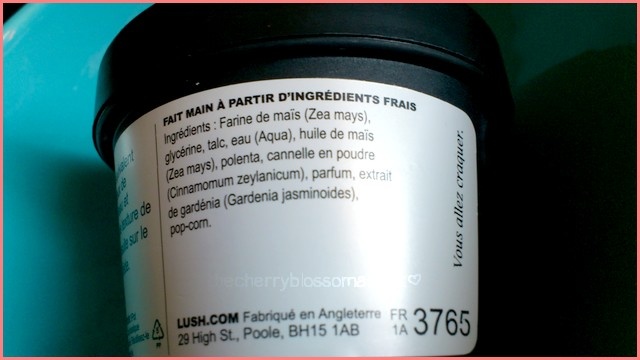 FAIT MAIN À PARTIR D'INGRÉDIENTS FRAIS
Ingrédients : Farine de maïs (Zea mays),
glycérine, talc, eau (Aqua), huile de maïs
(Zea mays), polenta, cannelle en poudre
(Cinnamomum zeylanicum), parfum, extrait
de gardénia (Gardenia jasminoides),
pop-corn.
Vous allez craquer.
LUSH.COM Fabriqué en Angleterre
29 High St., Poole, BH15 1AB
FR
1A
3765